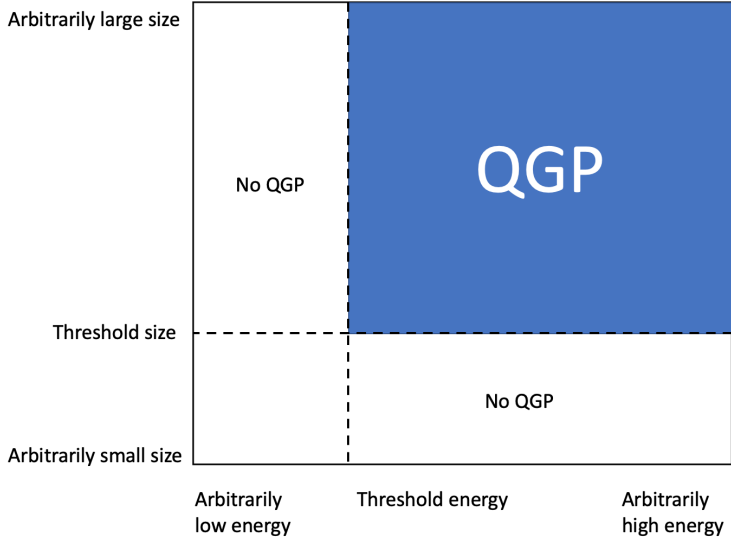 Arbitrarily large size
QGP
No QGP
Threshold size
No QGP
Arbitrarily small size
Arbitrarily
low energy
Threshold energy
Arbitrarily
high energy